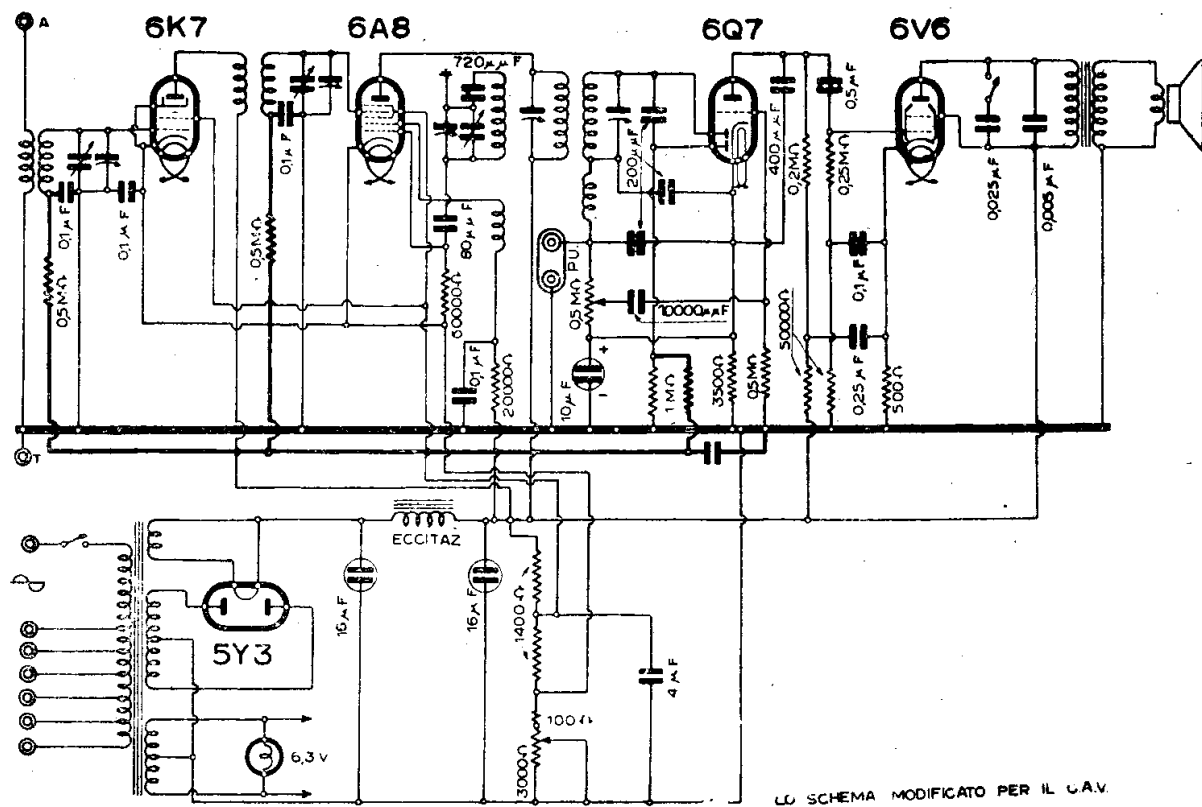 A
6K7
6A8
6Q7
6V6
720μμF
0,1μF
0,5MΩ
0,1μF
0,1μF
0,5MΩ
80μμF
60000Ω
0,1μF
20000Ω
P.U.
0,5MΩ
10μF
+
-
200μμF
10000μμF
1MΩ
3500Ω
0,5MΩ
400μμF
0,2MΩ
50000Ω
0,5μF
0,25MΩ
0,1μF
0,25μF
500Ω
0,025μF
0,005μF
T
ECCITAZ
16μF
16μF
1400Ω
100Ω
3000Ω
4μF
5Y3
6,3V
LO SCHEMA MODIFICATO PER IL C.A.V.